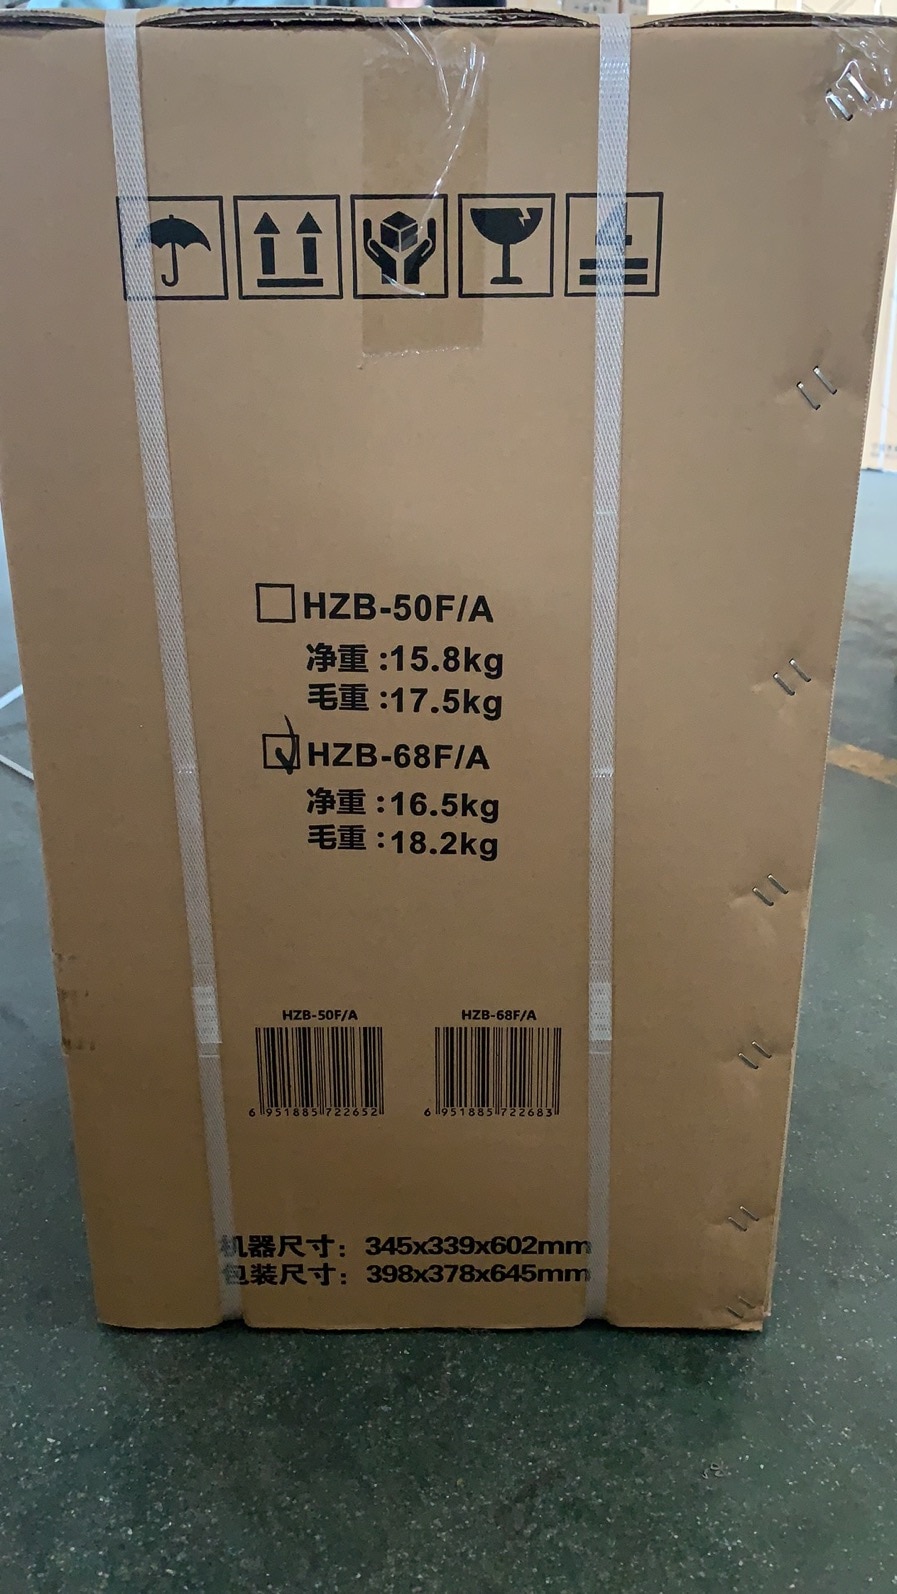 HZB-50F/A
净重:15.8kg
毛重:17.5kg
HZB-68F/A
净重:16.5kg
毛重:18.2kg
HZB-50F/A HZB-68F/A
6 951885 722652 6 951885 722683
机器尺寸: 345x339x602mm
包装尺寸: 398x378x645mm